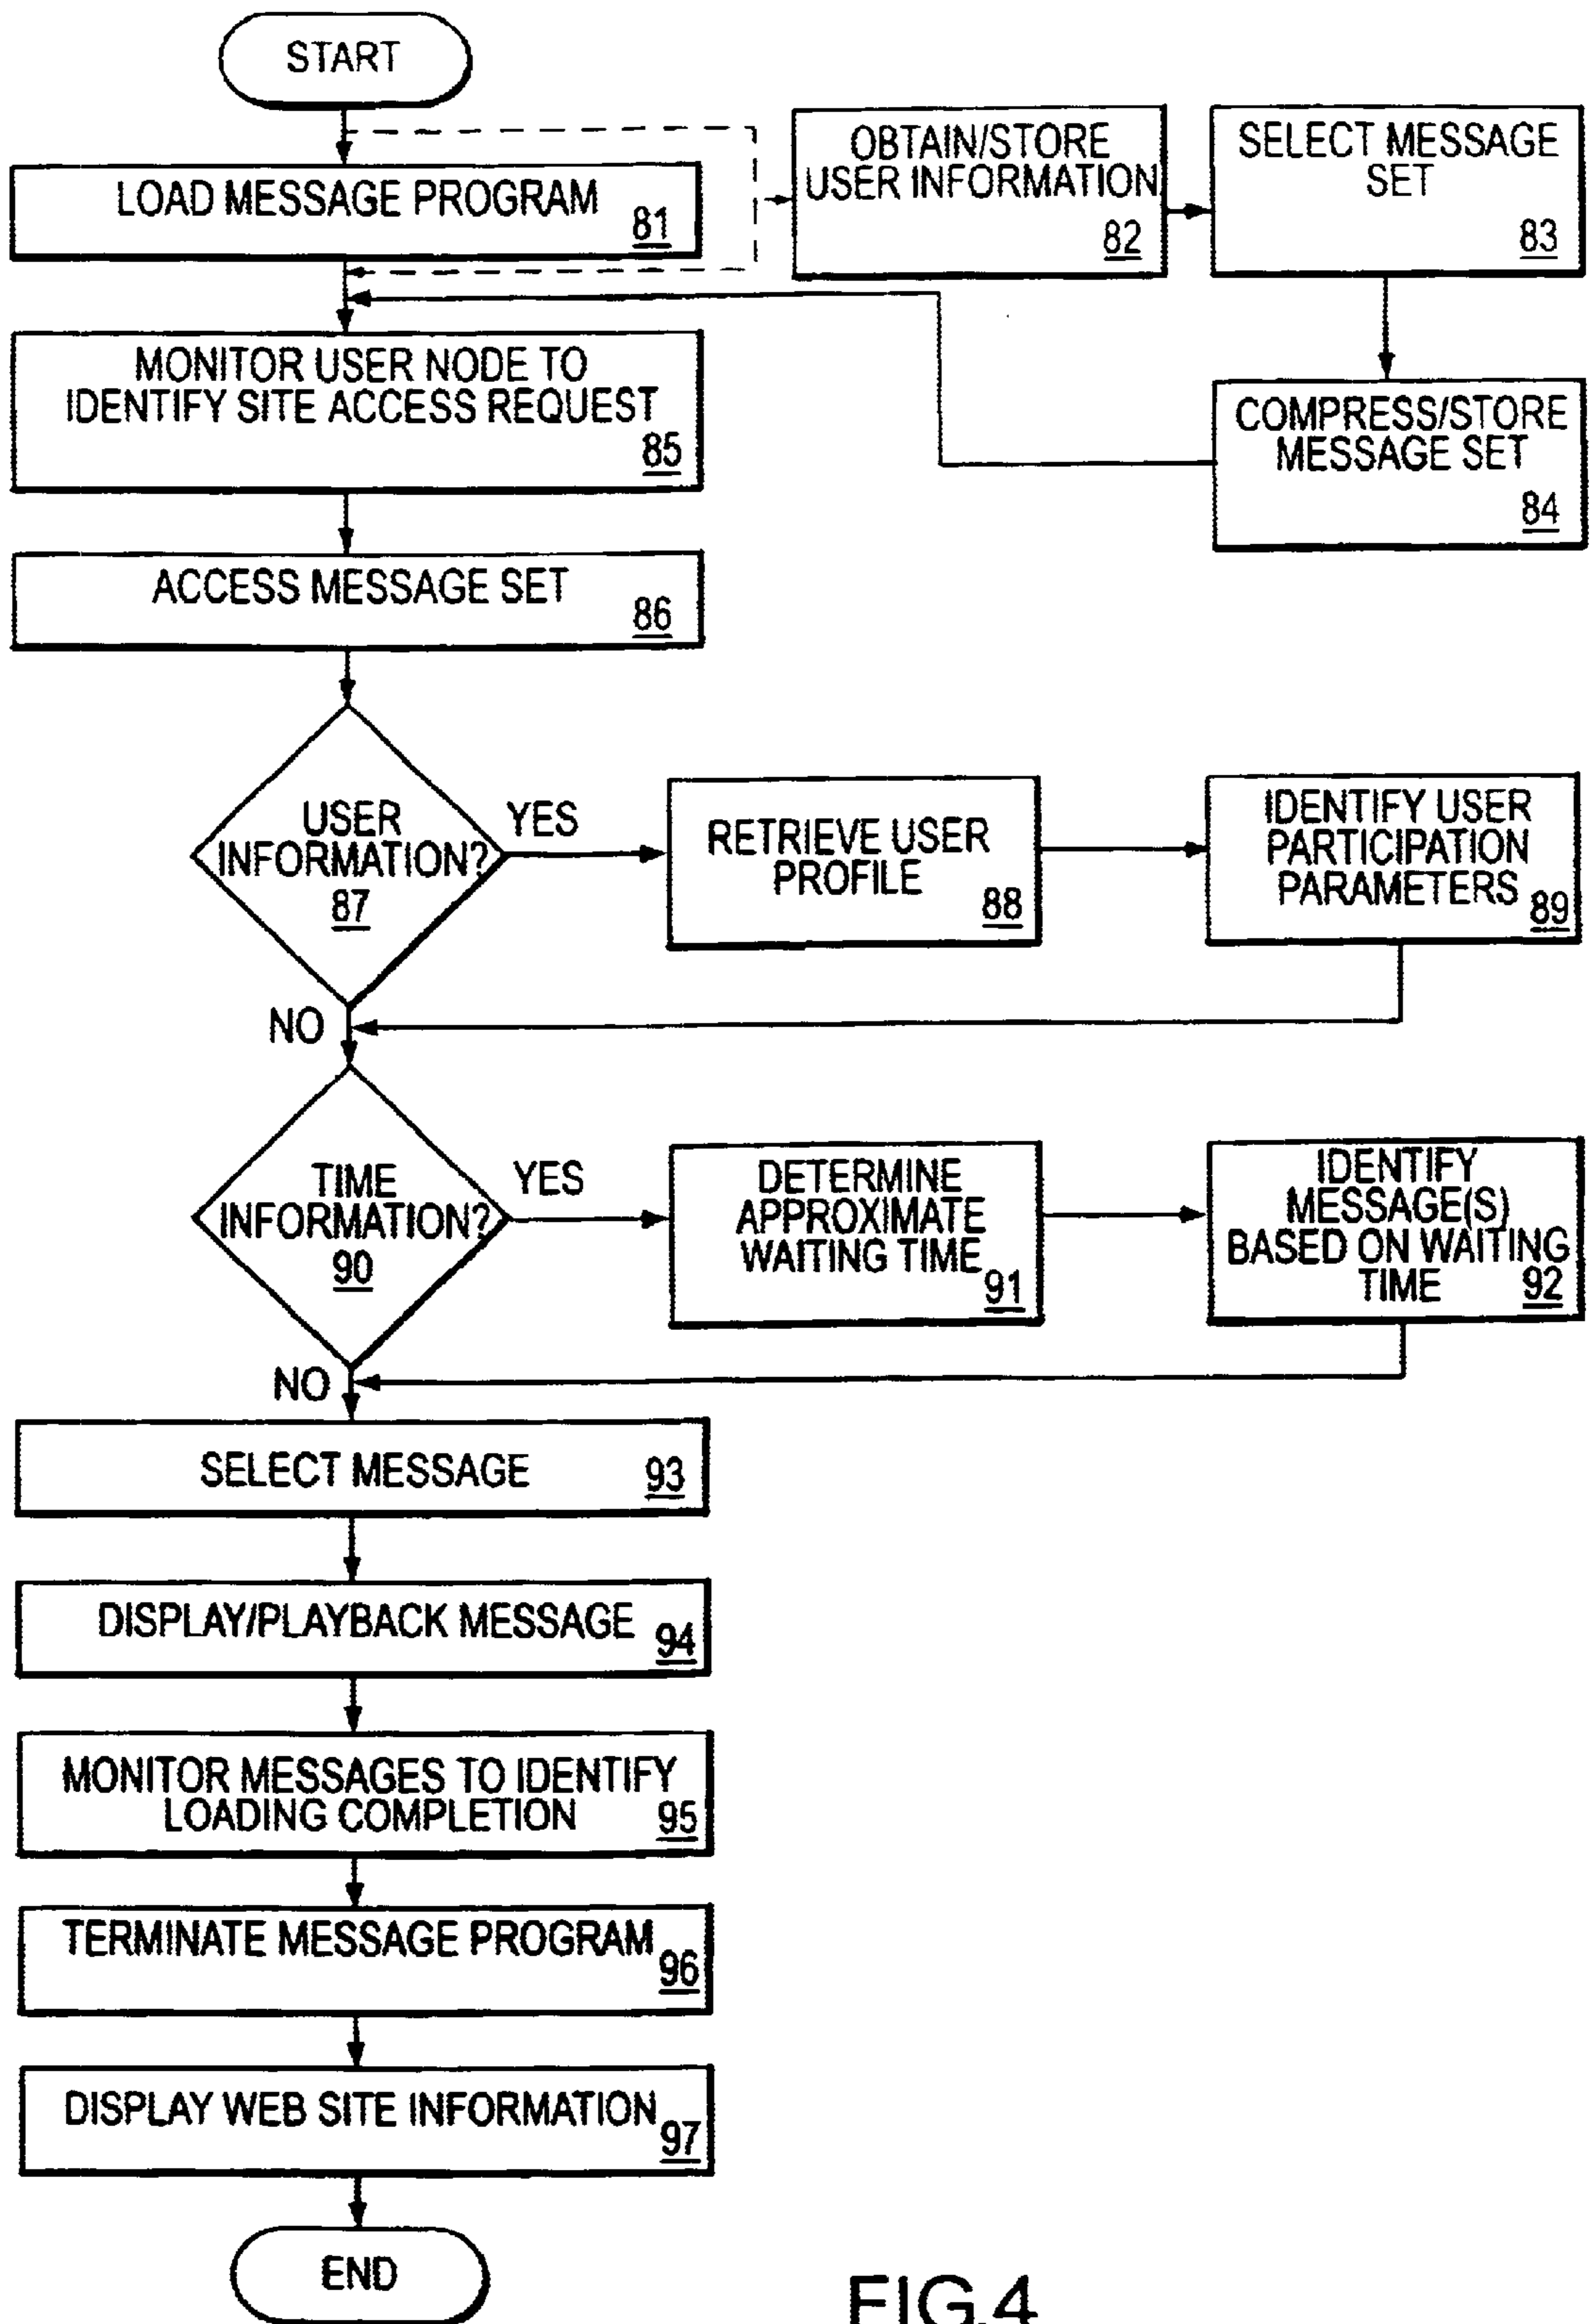 START
LOAD MESSAGE PROGRAM
81
OBTAIN/STORE
USER INFORMATION
82
SELECT MESSAGE
SET
83
MONITOR USER NODE TO
IDENTIFY SITE ACCESS REQUEST
85
COMPRESS/STORE
MESSAGE SET
84
ACCESS MESSAGE SET
86
USER
INFORMATION?
87
YES
RETRIEVE USER
PROFILE
88
IDENTIFY USER
PARTICIPATION
PARAMETERS
89
NO
TIME
INFORMATION?
90
YES
DETERMINE
APPROXIMATE
WAITING TIME
91
IDENTIFY
MESSAGE(S)
BASED ON WAITING
TIME
92
NO
SELECT MESSAGE
93
DISPLAY/PLAYBACK MESSAGE
94
MONITOR MESSAGES TO IDENTIFY
LOADING COMPLETION
95
TERMINATE MESSAGE PROGRAM
96
DISPLAY WEB SITE INFORMATION
97
END
FIG.4